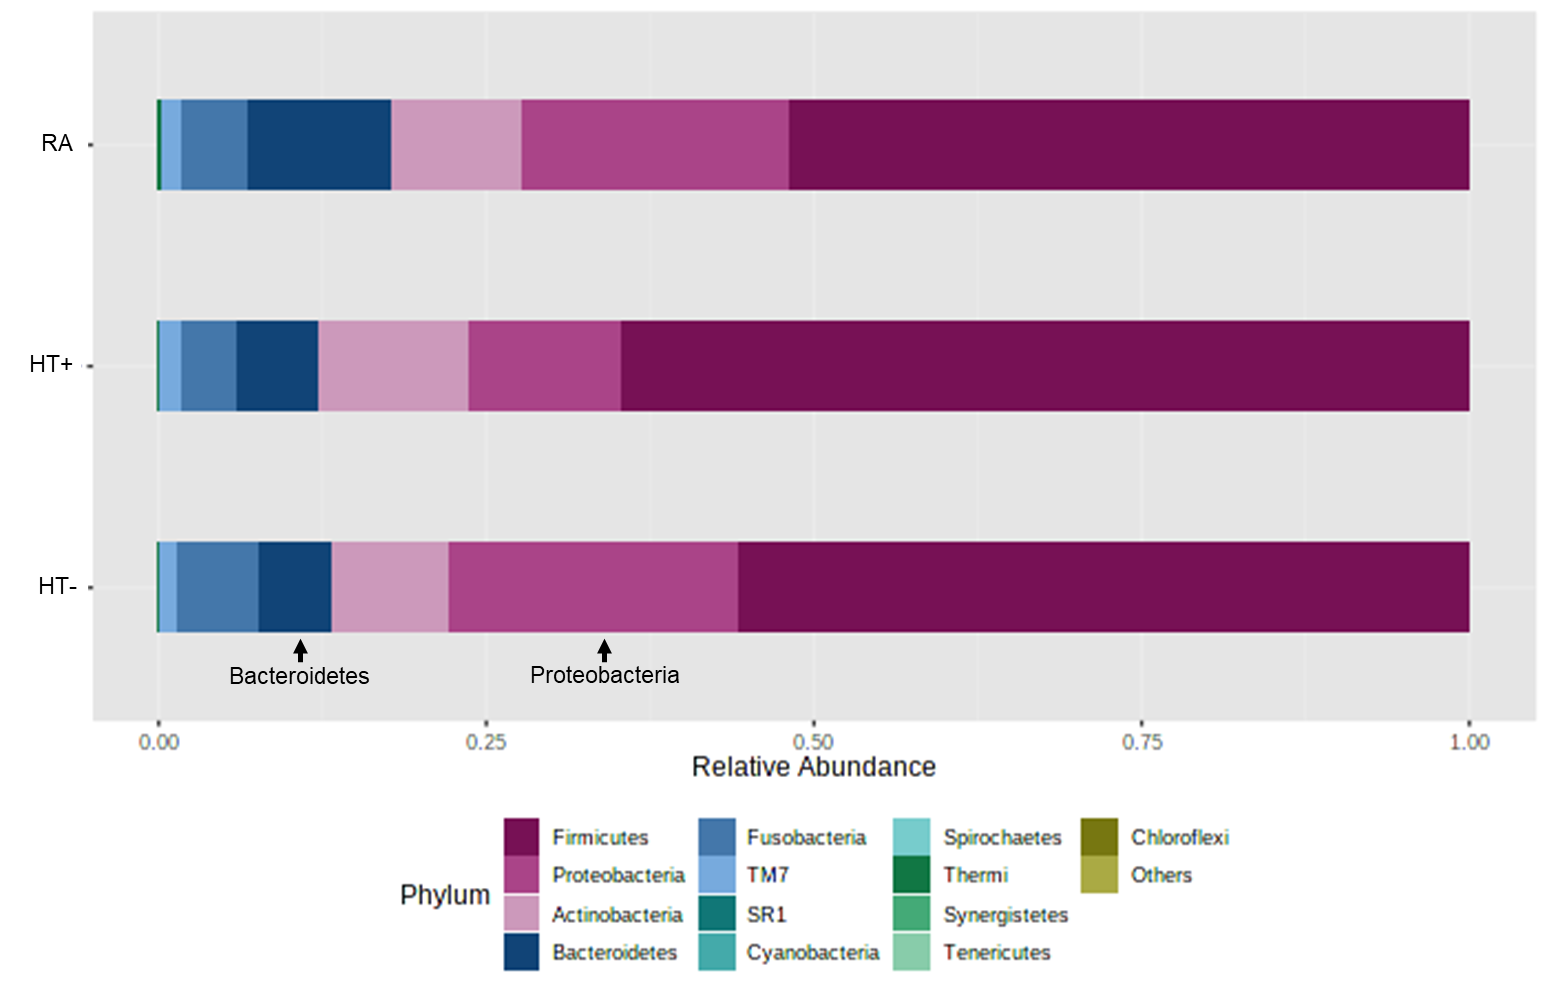 RA
HT+
HT-
Bacteroidetes
Proteobacteria
0.00 0.25 0.50 0.75 1.00
Relative Abundance
Phylum
Firmicutes Fusobacteria Spirochaetes Chloroflexi
Proteobacteria TM7 Thermi Others
Actinobacteria SR1 Synergistetes
Bacteroidetes Cyanobacteria Tenericutes